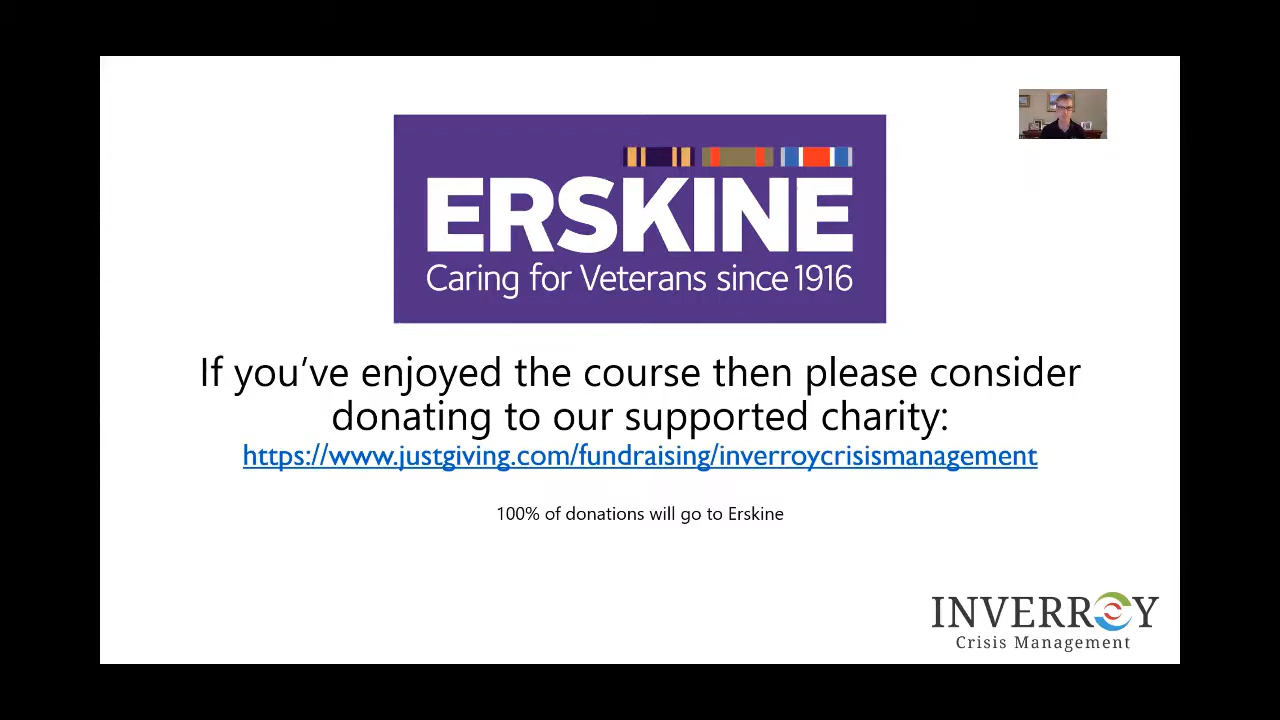 ERSKINE
Caring for Veterans since 1916
If you’ve enjoyed the course then please consider
donating to our supported charity:
https://www.justgiving.com/fundraising/inverroycrisismanagement
100% of donations will go to Erskine
INVERROY
Crisis Management